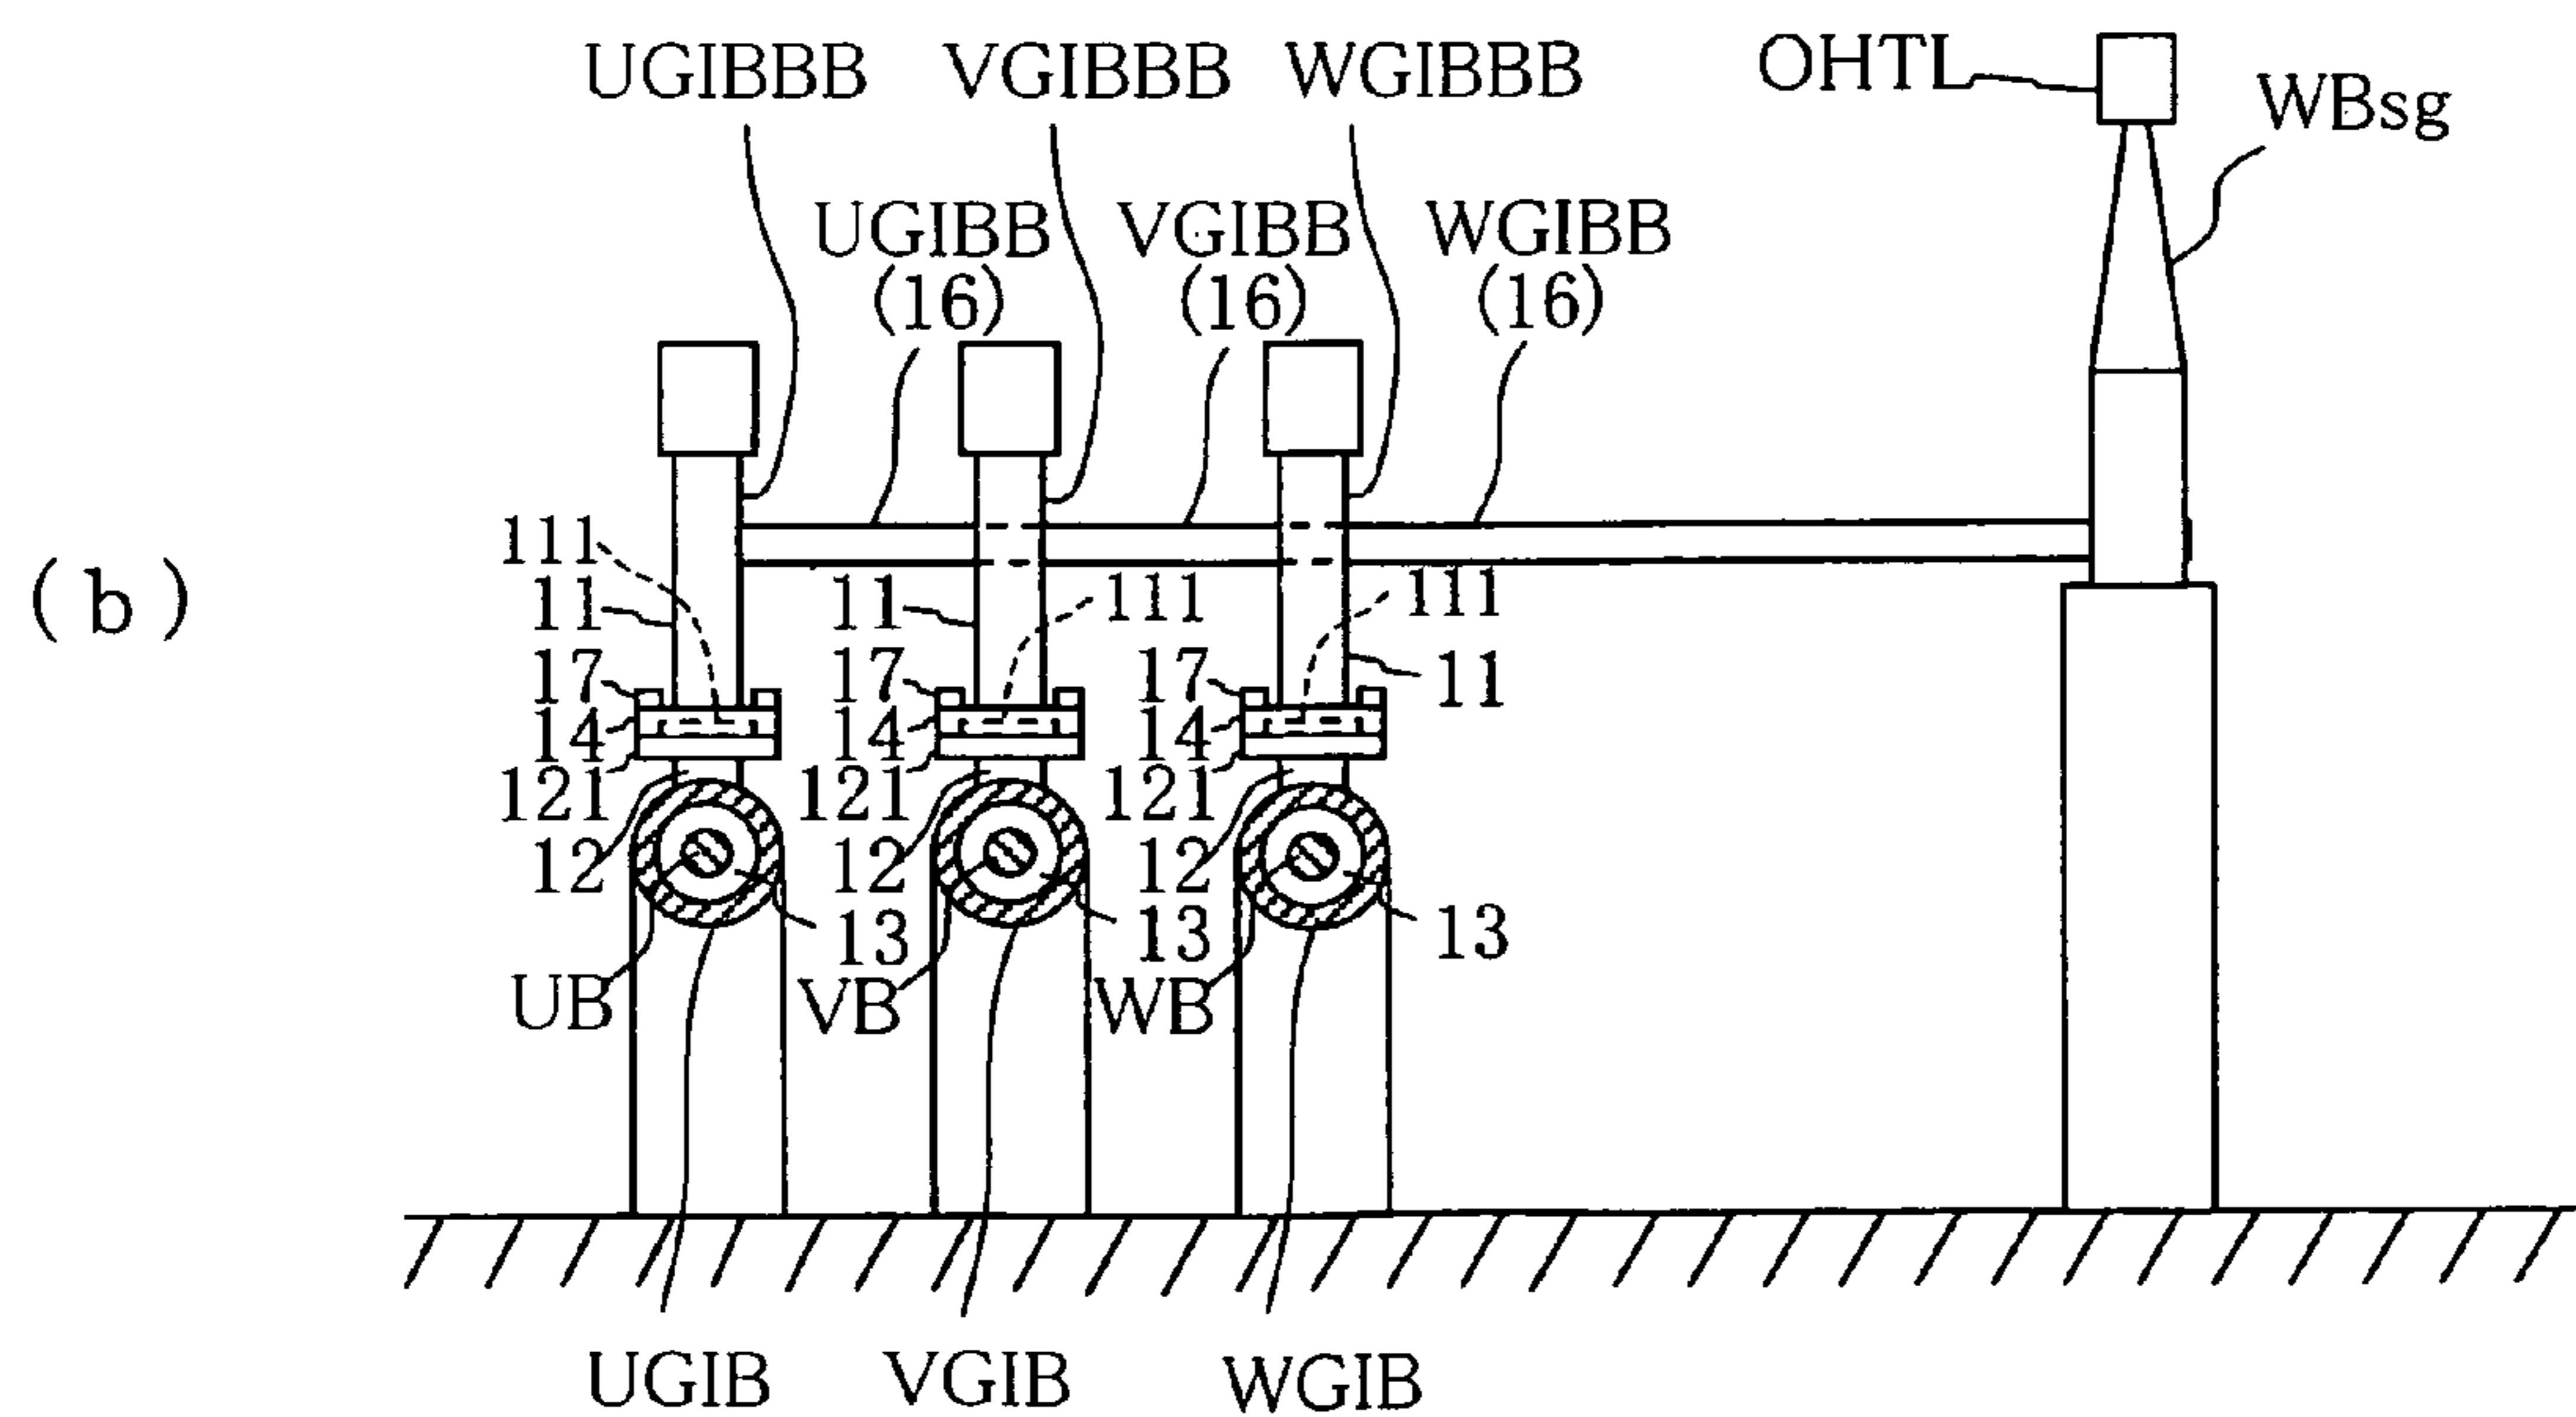 UGIBBB VGIBBB WGIBBB OHTL WBsg
UGIBB VGIBB WGIBB
(16) (16) (16)
(b)
111
11 11 111 111
17 17 17 11
14 14 14
121 121 121
12 12 12
13 13 13
UB VB WB
UGIB VGIB WGIB